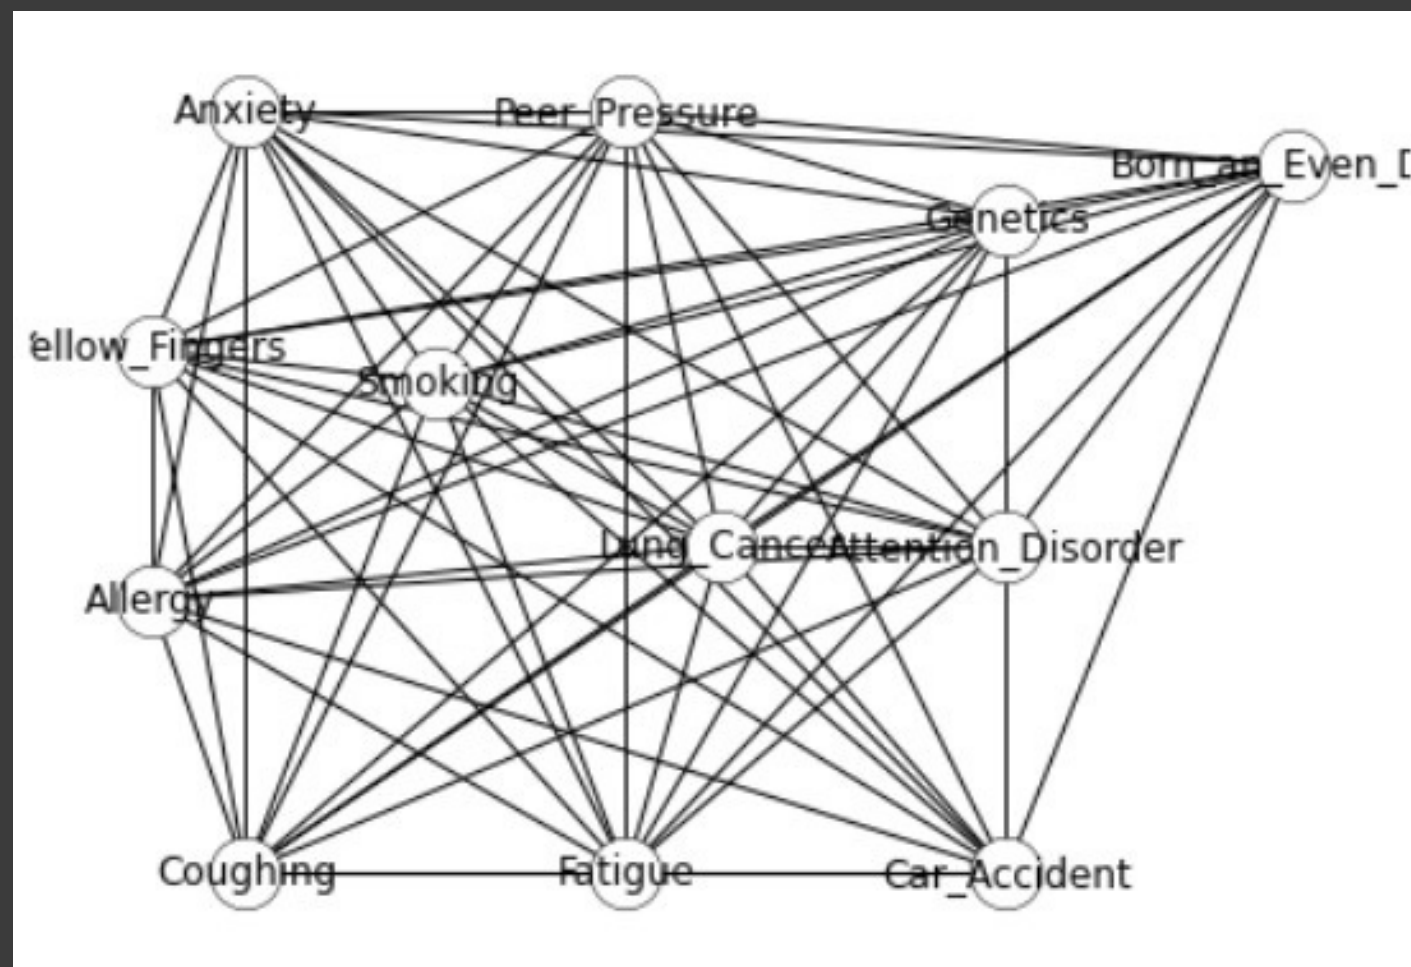 Anxiety
Peer_Pressure
Born_an_Even_D
Genetics
ellow_Fingers
Smoking
Lung_Cancer
Attention_Disorder
Allergy
Coughing
Fatigue
Car_Accident